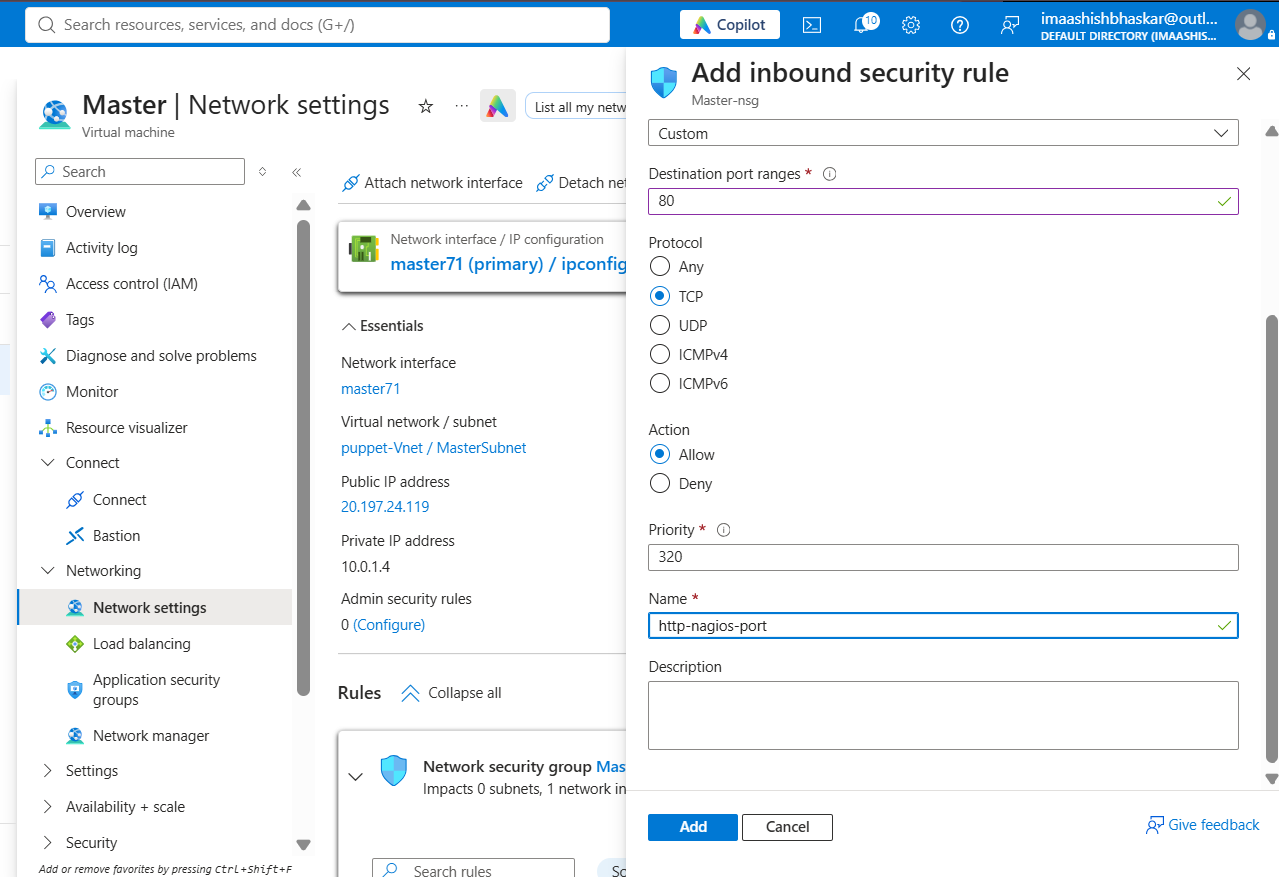 Search resources, services, and docs (G+/)
Copilot
10
imaashishbhaskar@outl...
DEFAULT DIRECTORY (IMAASHIS...
Master | Network settings
Virtual machine
List all my netw
Search
Overview
Activity log
Access control (IAM)
Tags
Diagnose and solve problems
Monitor
Resource visualizer
Connect
Connect
Bastion
Networking
Network settings
Load balancing
Application security
groups
Network manager
Settings
Availability + scale
Security
Add or remove favorites by pressing Ctrl+Shift+F
Attach network interface
Detach net
Network interface / IP configuration
master71 (primary) / ipconfig
Essentials
Network interface
master71
Virtual network / subnet
puppet-Vnet / MasterSubnet
Public IP address
20.197.24.119
Private IP address
10.0.1.4
Admin security rules
0 (Configure)
Rules
Collapse all
Network security group Mas
Impacts 0 subnets, 1 network in
Search rules
So
Add inbound security rule
Master-nsg
Custom
Destination port ranges *
80
Protocol
Any
TCP
UDP
ICMPv4
ICMPv6
Action
Allow
Deny
Priority *
320
Name *
http-nagios-port
Description
Add
Cancel
Give feedback